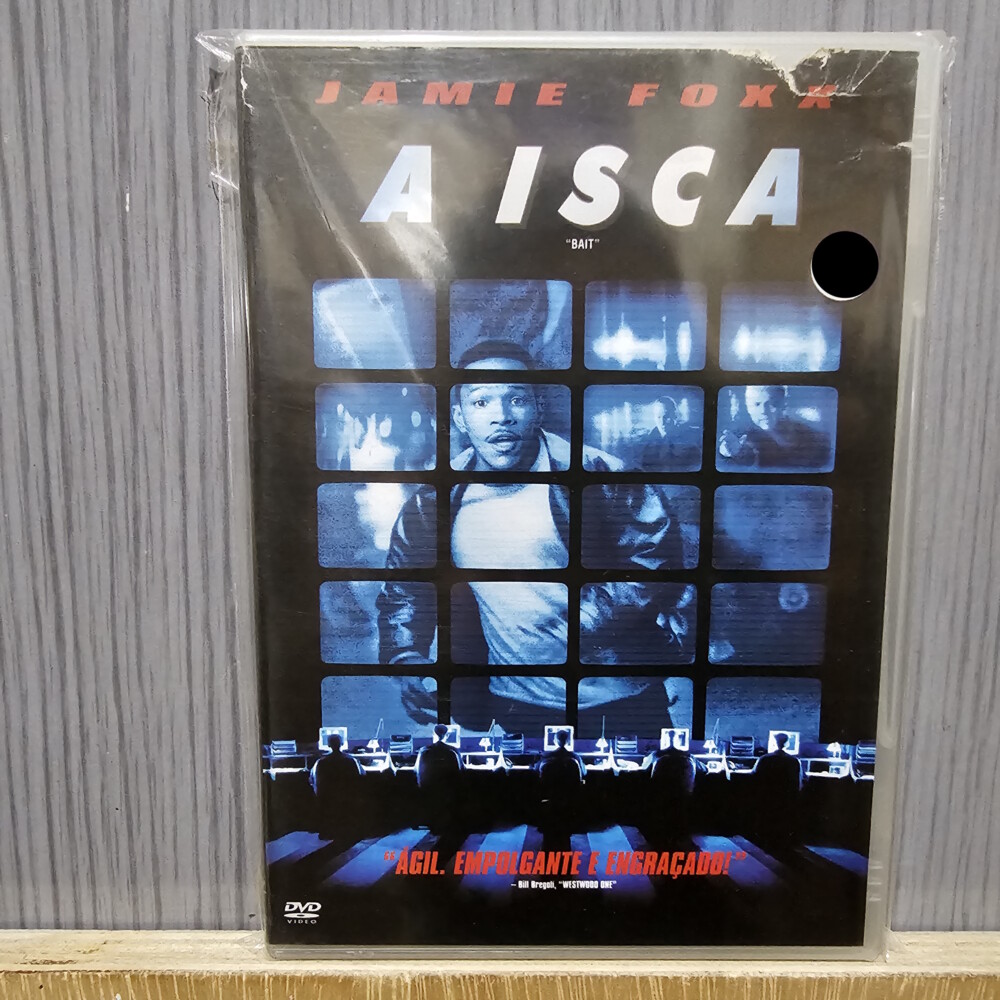 JAMIE FOXX
A ISCA
"BAIT"
"ÁGIL. EMPOLGANTE E ENGRAÇADO!"
– Bill Bregoli, "WESTWOOD ONE"
DVD
VIDEO